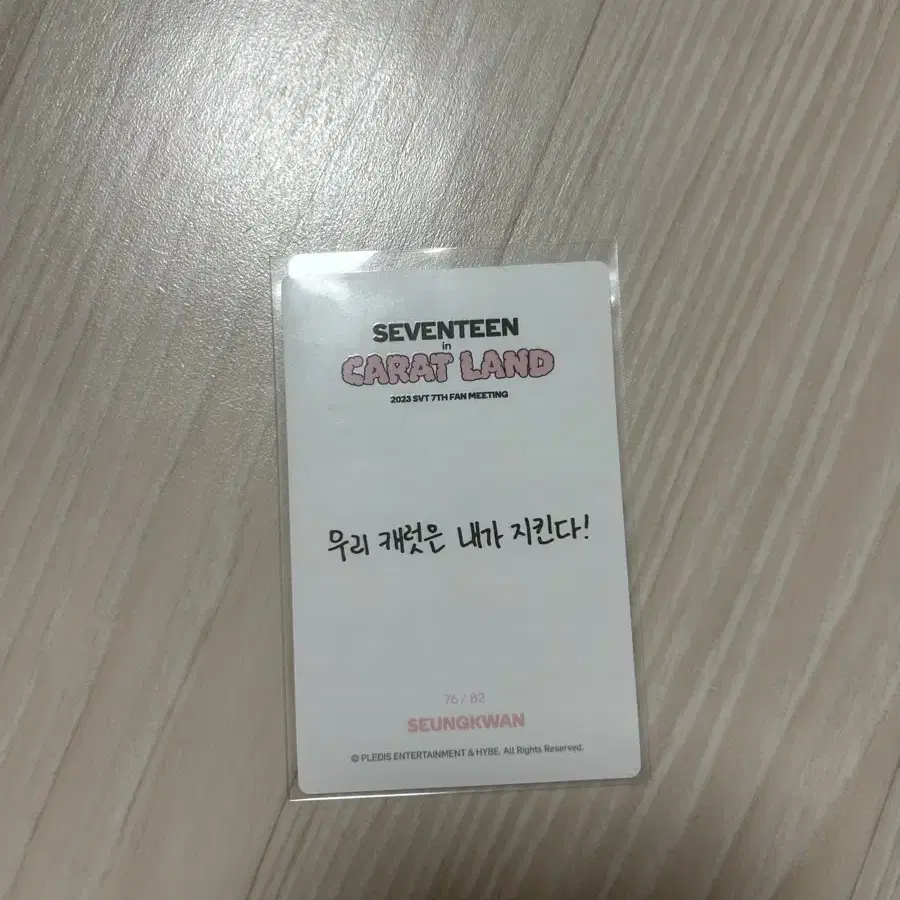 SEVENTEEN
in
CARAT LAND
2023 SVT 7TH FAN MEETING
우리 캐럿은 내가 지킨다!
76 / 82
SEUNGKWAN
© PLEDIS ENTERTAINMENT & HYBE. All Rights Reserved.